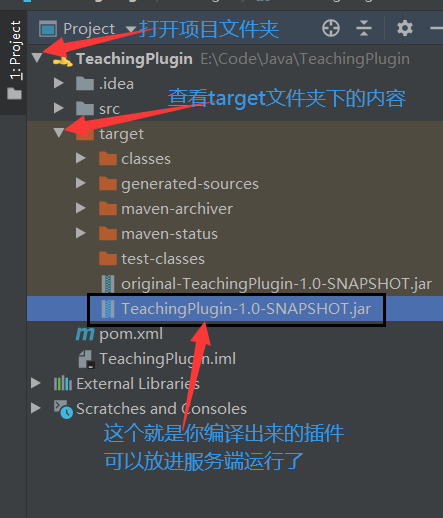 1: Project
Project
打开项目文件夹
TeachingPlugin E:\Code\Java\TeachingPlugin
.idea
查看target文件夹下的内容
src
target
classes
generated-sources
maven-archiver
maven-status
test-classes
original-TeachingPlugin-1.0-SNAPSHOT.jar
TeachingPlugin-1.0-SNAPSHOT.jar
pom.xml
TeachingPlugin.iml
External Libraries
Scratches and Consoles
这个就是你编译出来的插件
可以放进服务端运行了